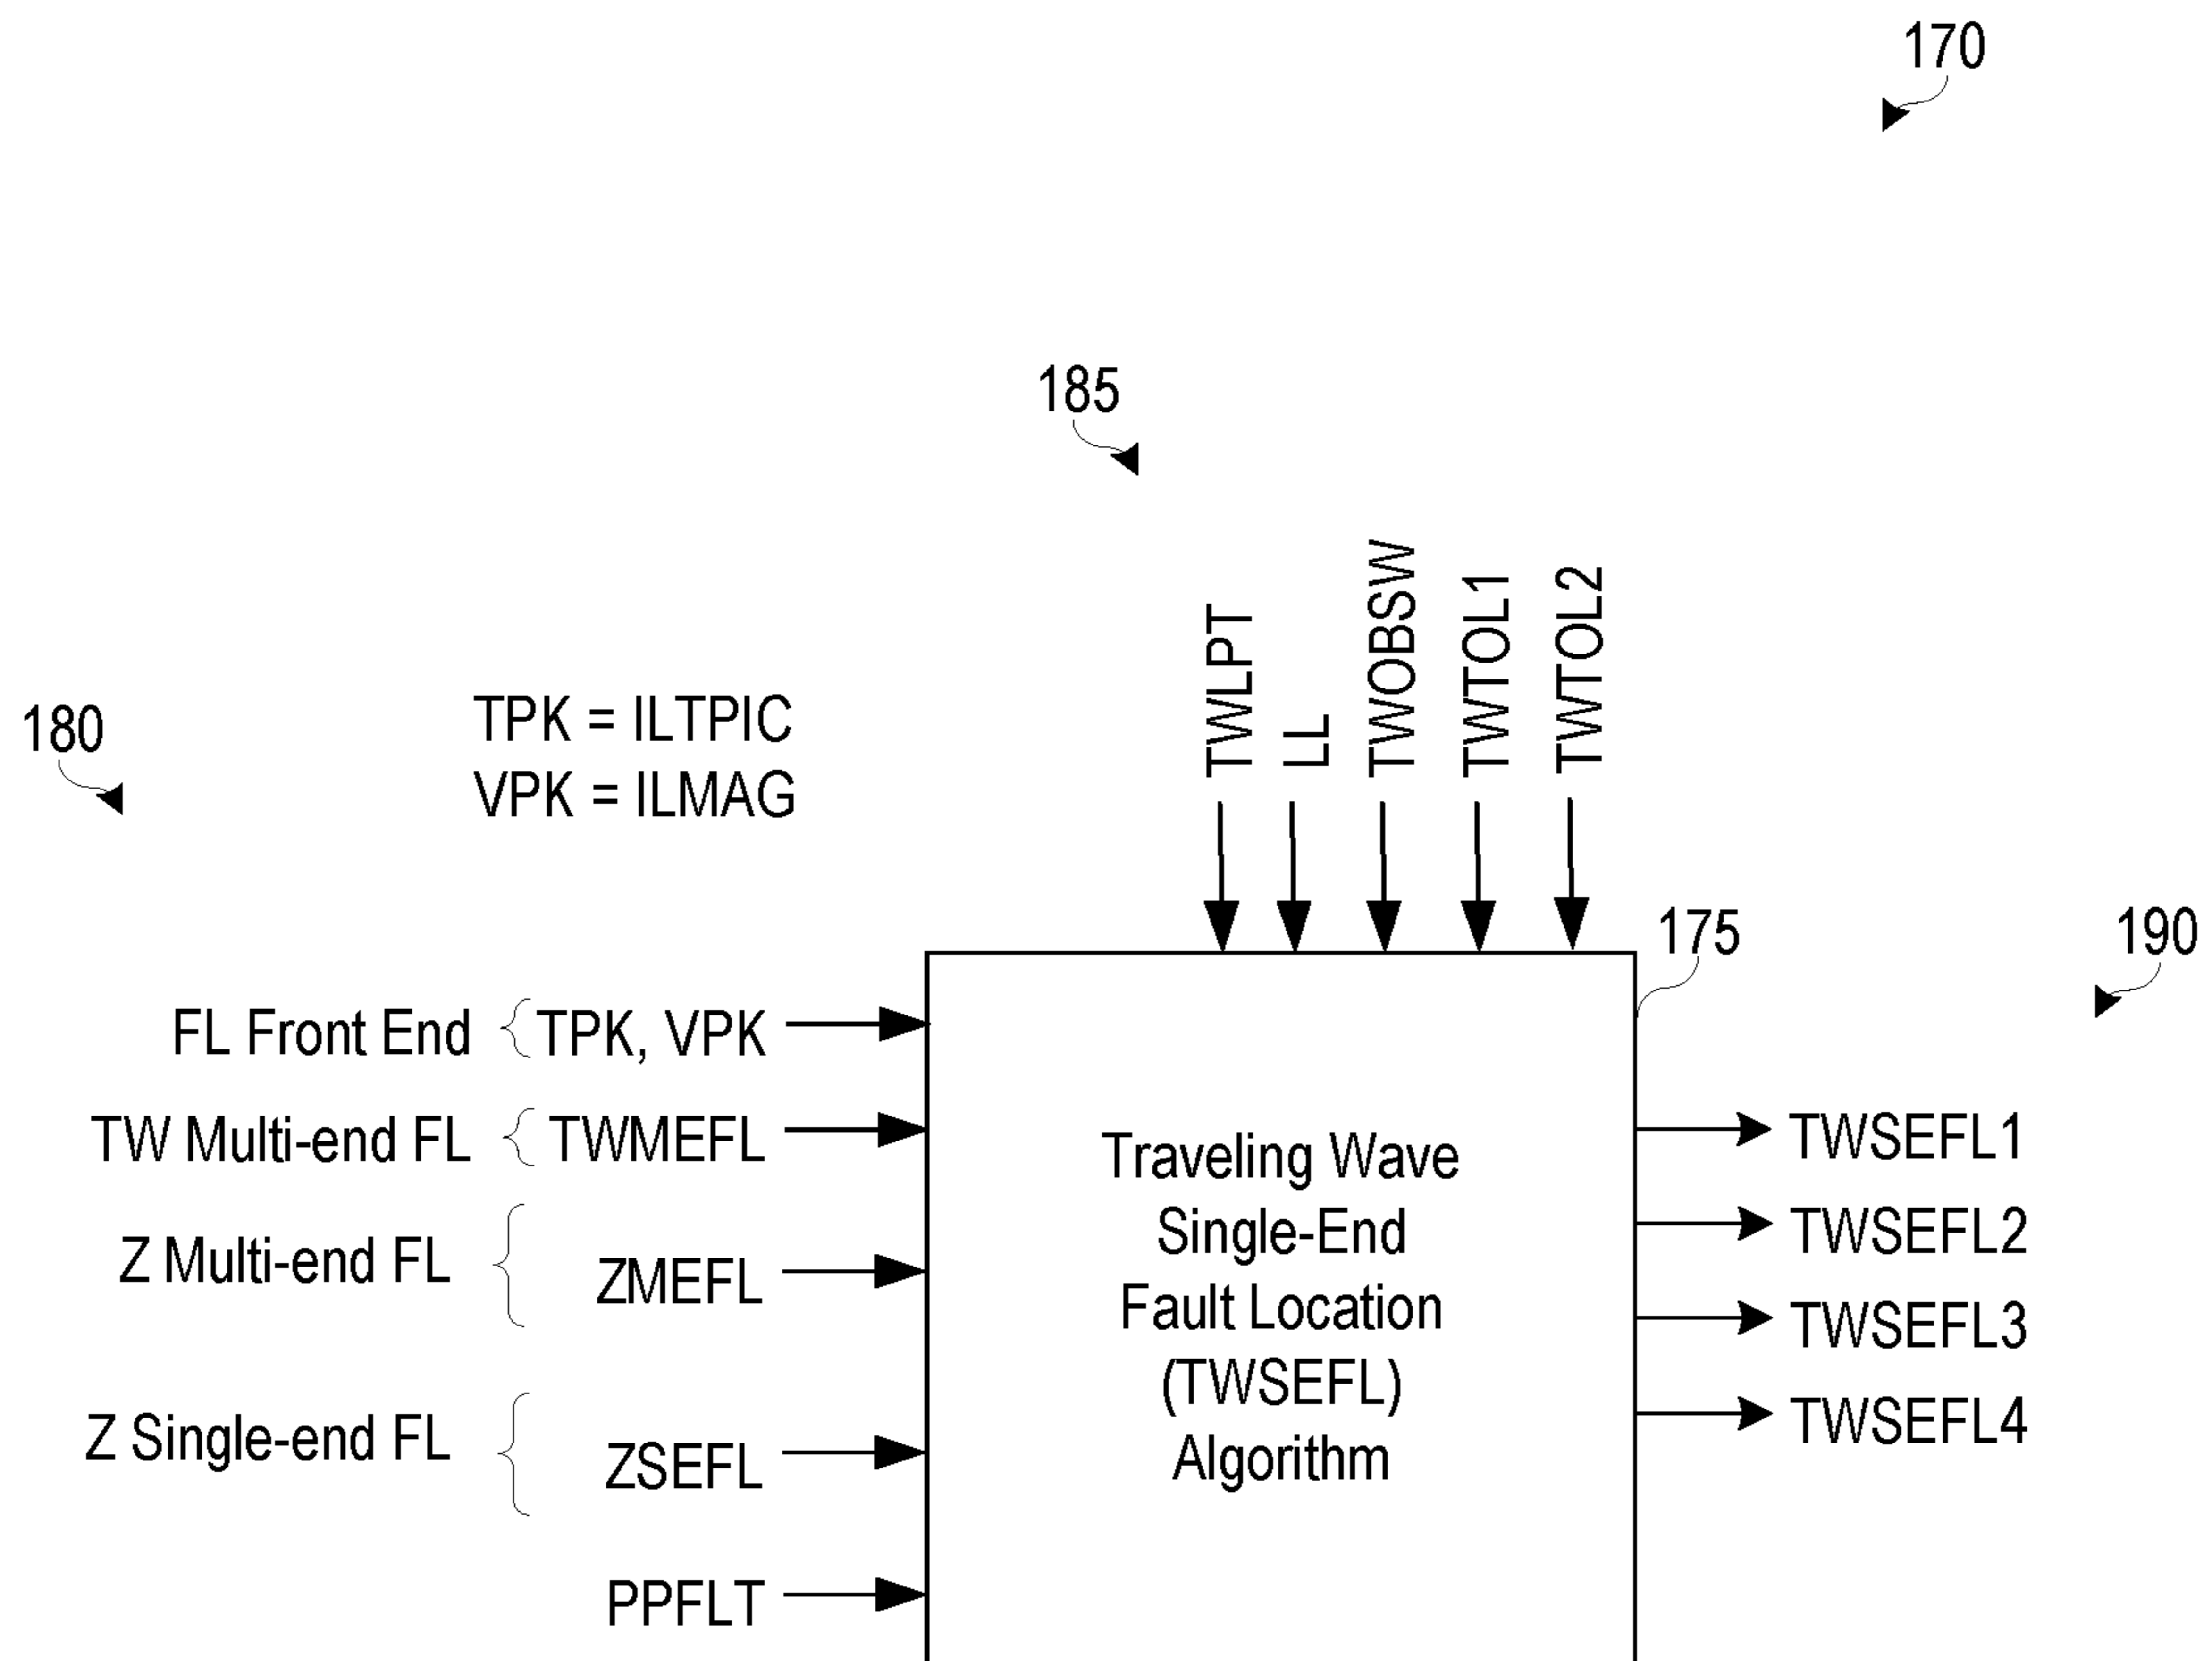 170
185
TWLPT
LL
TWOBSW
TWTOL1
TWTOL2
180
TPK = ILTPIC
VPK = ILMAG
175
190
FL Front End
TPK, VPK
TW Multi-end FL
TWMEFL
Z Multi-end FL
ZMEFL
Z Single-end FL
ZSEFL
PPFLT
Traveling Wave
Single-End
Fault Location
(TWSEFL)
Algorithm
TWSEFL1
TWSEFL2
TWSEFL3
TWSEFL4